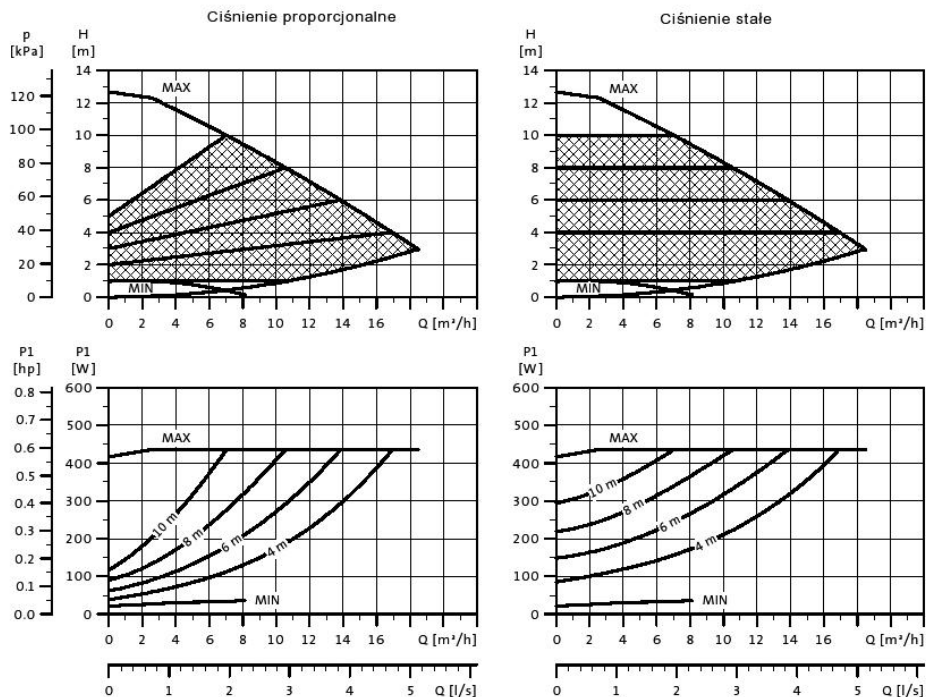 Ciśnienie proporcjonalne
Ciśnienie stałe
p
[kPa]
H
[m]
H
[m]
120
100
80
60
40
20
0
14
12
10
8
6
4
2
0
MAX
MIN
0 2 4 6 8 10 12 14 16 Q [m³/h]
14
12
10
8
6
4
2
0
MAX
MIN
0 2 4 6 8 10 12 14 16 Q [m³/h]
P1
[hp]
P1
[W]
P1
[W]
0.8
0.7
0.6
0.5
0.4
0.3
0.2
0.1
0.0
600
500
400
300
200
100
0
MAX
10 m
8 m
6 m
4 m
MIN
0 2 4 6 8 10 12 14 16 Q [m³/h]
0 1 2 3 4 5 Q [l/s]
600
500
400
300
200
100
0
MAX
10 m
8 m
6 m
4 m
MIN
0 2 4 6 8 10 12 14 16 Q [m³/h]
0 1 2 3 4 5 Q [l/s]